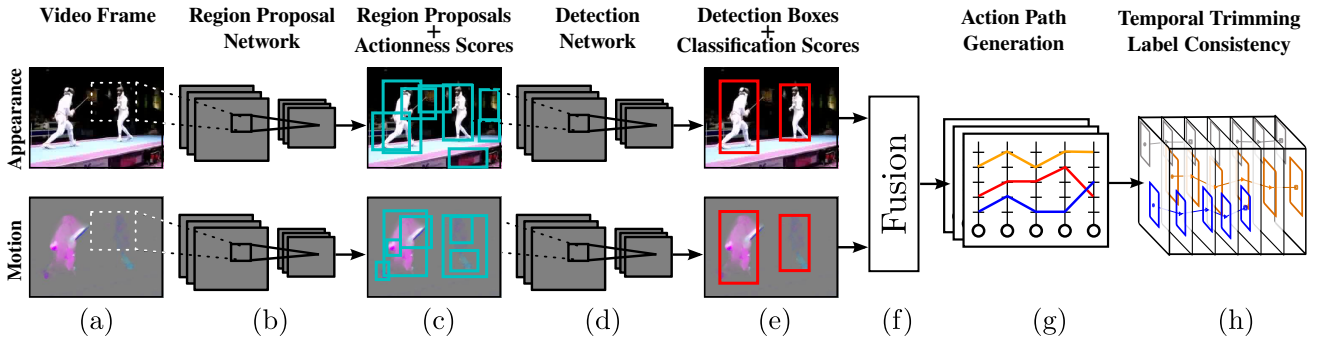 Video Frame
Region Proposal
Network
Region Proposals
+
Actionness Scores
Detection
Network
Detection Boxes
+
Classification Scores
Action Path
Generation
Temporal Trimming
Label Consistency
Appearance
Motion
Fusion
(a)
(b)
(c)
(d)
(e)
(f)
(g)
(h)